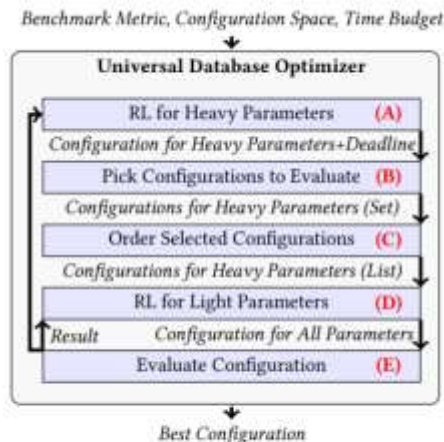 Benchmark Metric, Configuration Space, Time Budget
Universal Database Optimizer
RL for Heavy Parameters (A)
Configuration for Heavy Parameters+Deadline
Pick Configurations to Evaluate (B)
Configurations for Heavy Parameters (Set)
Order Selected Configurations (C)
Configurations for Heavy Parameters (List)
RL for Light Parameters (D)
Result Configuration for All Parameters
Evaluate Configuration (E)
Best Configuration